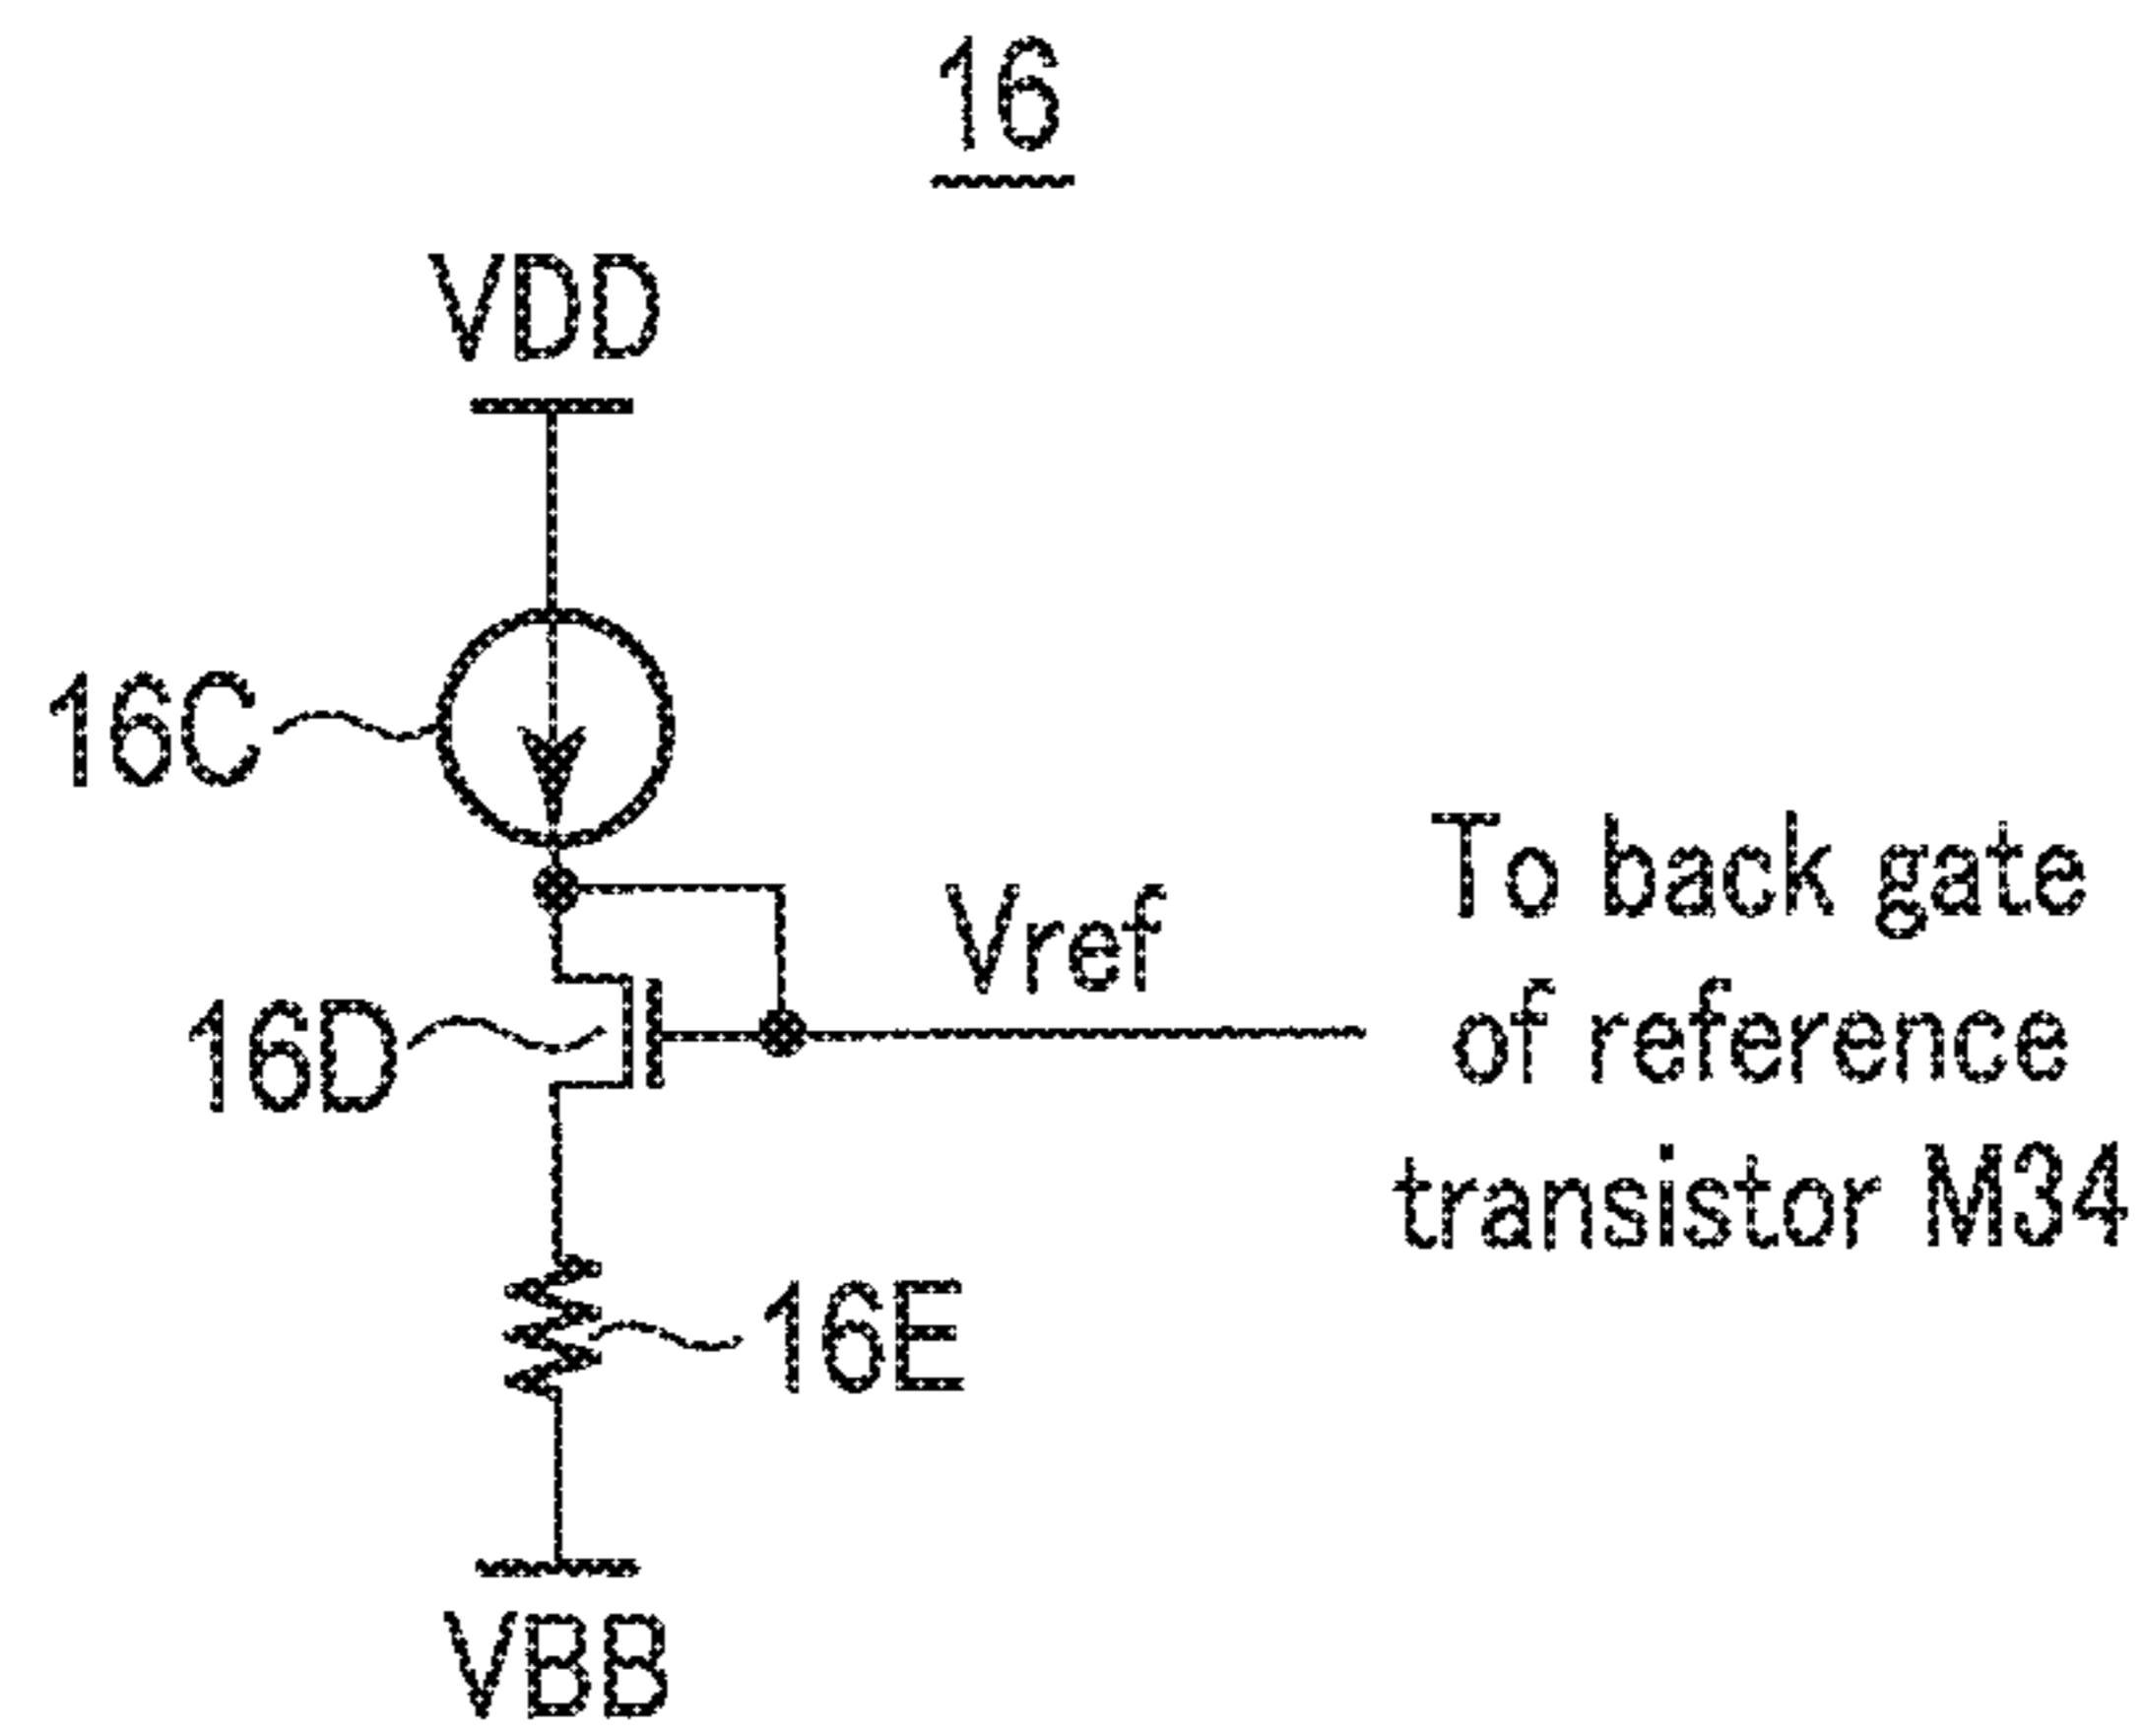 16
VDD
16C
Vref
To back gate
of reference
transistor M34
16D
16E
VBB